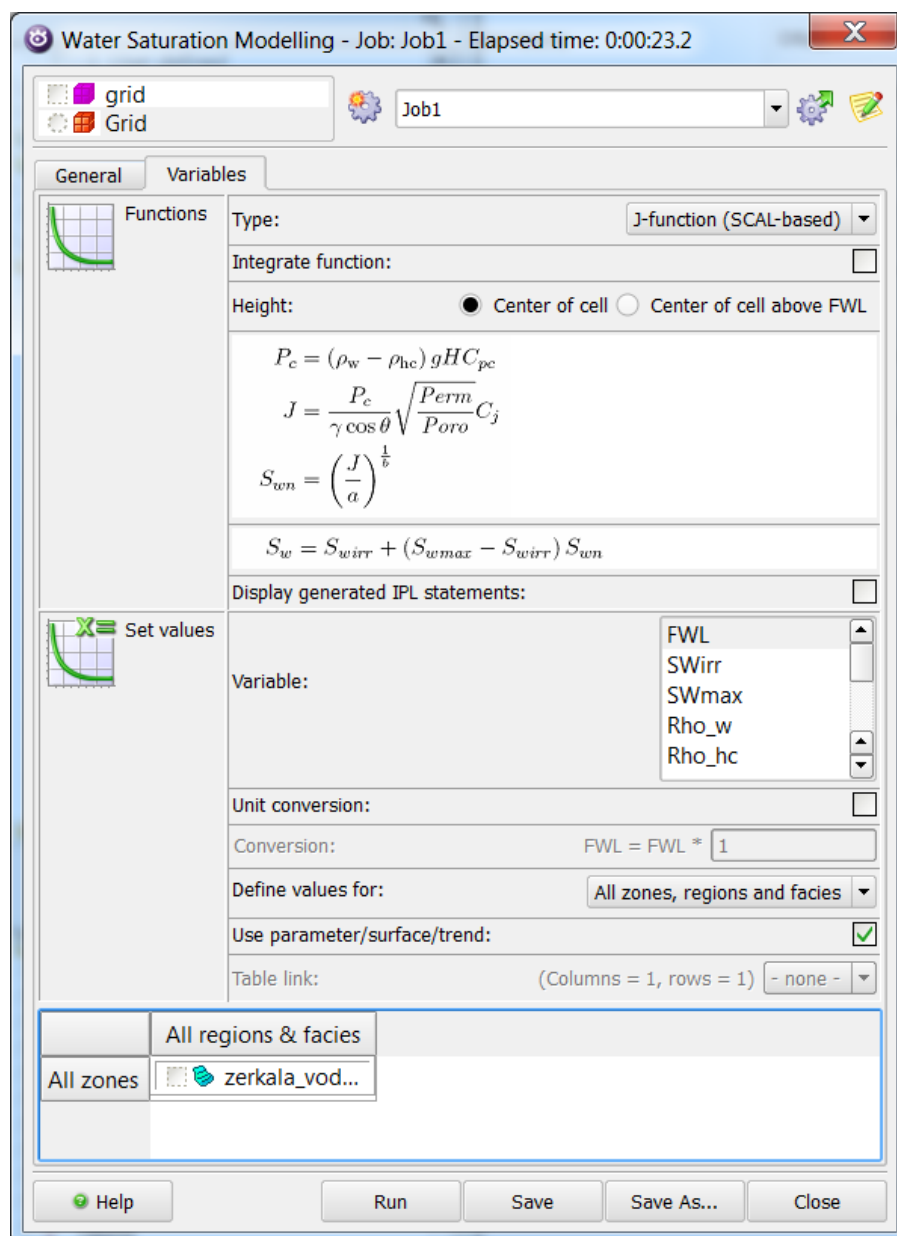 Water Saturation Modelling - Job: Job1 - Elapsed time: 0:00:23.2
grid
Grid
Job1
General Variables
Functions
Type: J-function (SCAL-based)
Integrate function:
Height: Center of cell Center of cell above FWL
P_c = (ρ_w − ρ_hc) gHC_pc
J = P_c / (γ cos θ) √(Perm / Poro) C_j
S_wn = (J / a)^(1/b)
S_w = S_wirr + (S_wmax − S_wirr) S_wn
Display generated IPL statements:
X= Set values
Variable:
FWL
SWirr
SWmax
Rho_w
Rho_hc
Unit conversion:
Conversion: FWL = FWL * 1
Define values for: All zones, regions and facies
Use parameter/surface/trend:
Table link: (Columns = 1, rows = 1) - none -
All regions & facies
All zones zerkala_vod...
Help Run Save Save As... Close